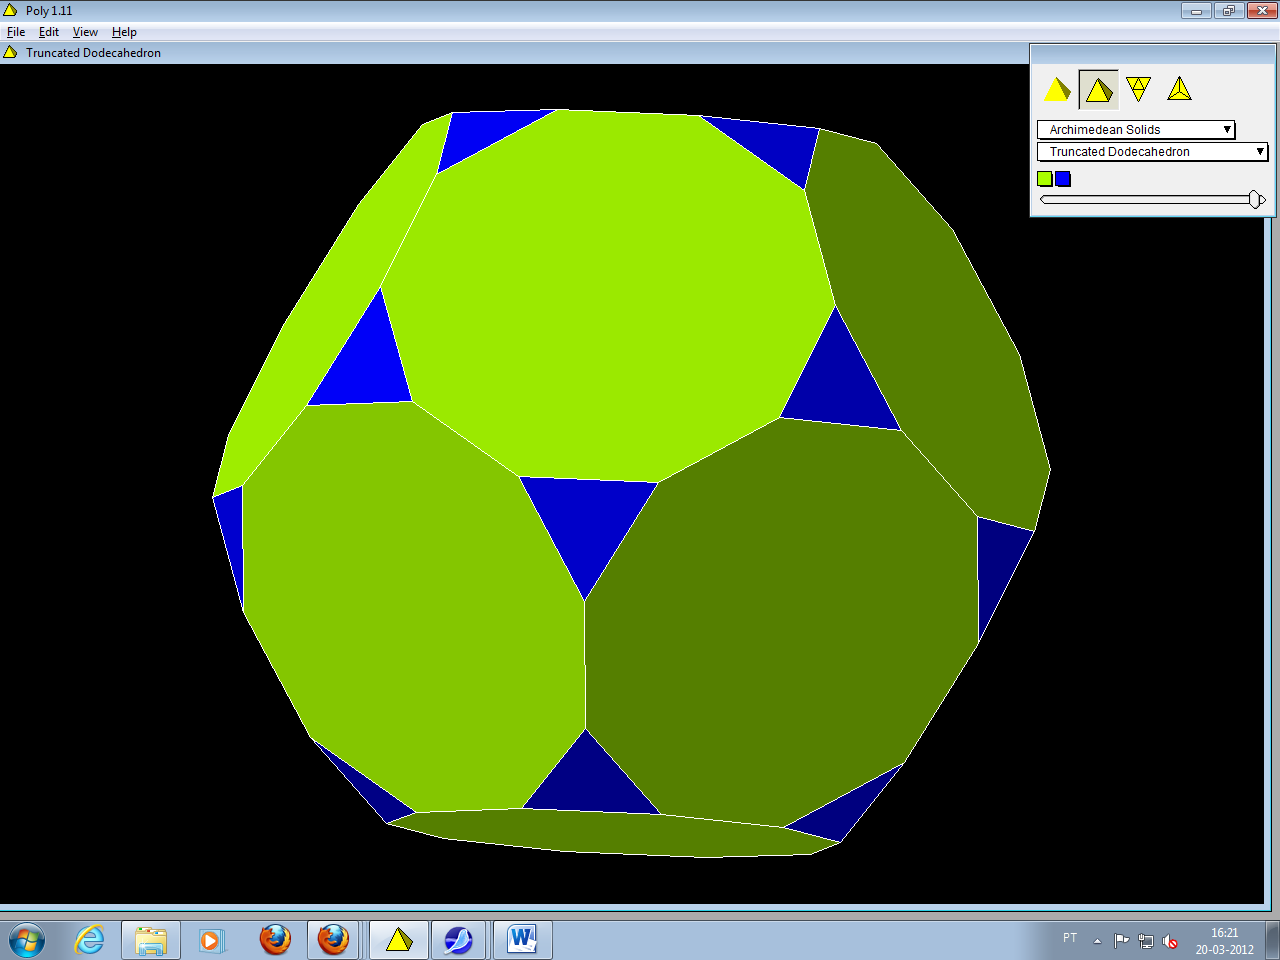 Poly 1.11
File Edit View Help
Truncated Dodecahedron
Archimedean Solids
Truncated Dodecahedron
PT
16:21
20-03-2012